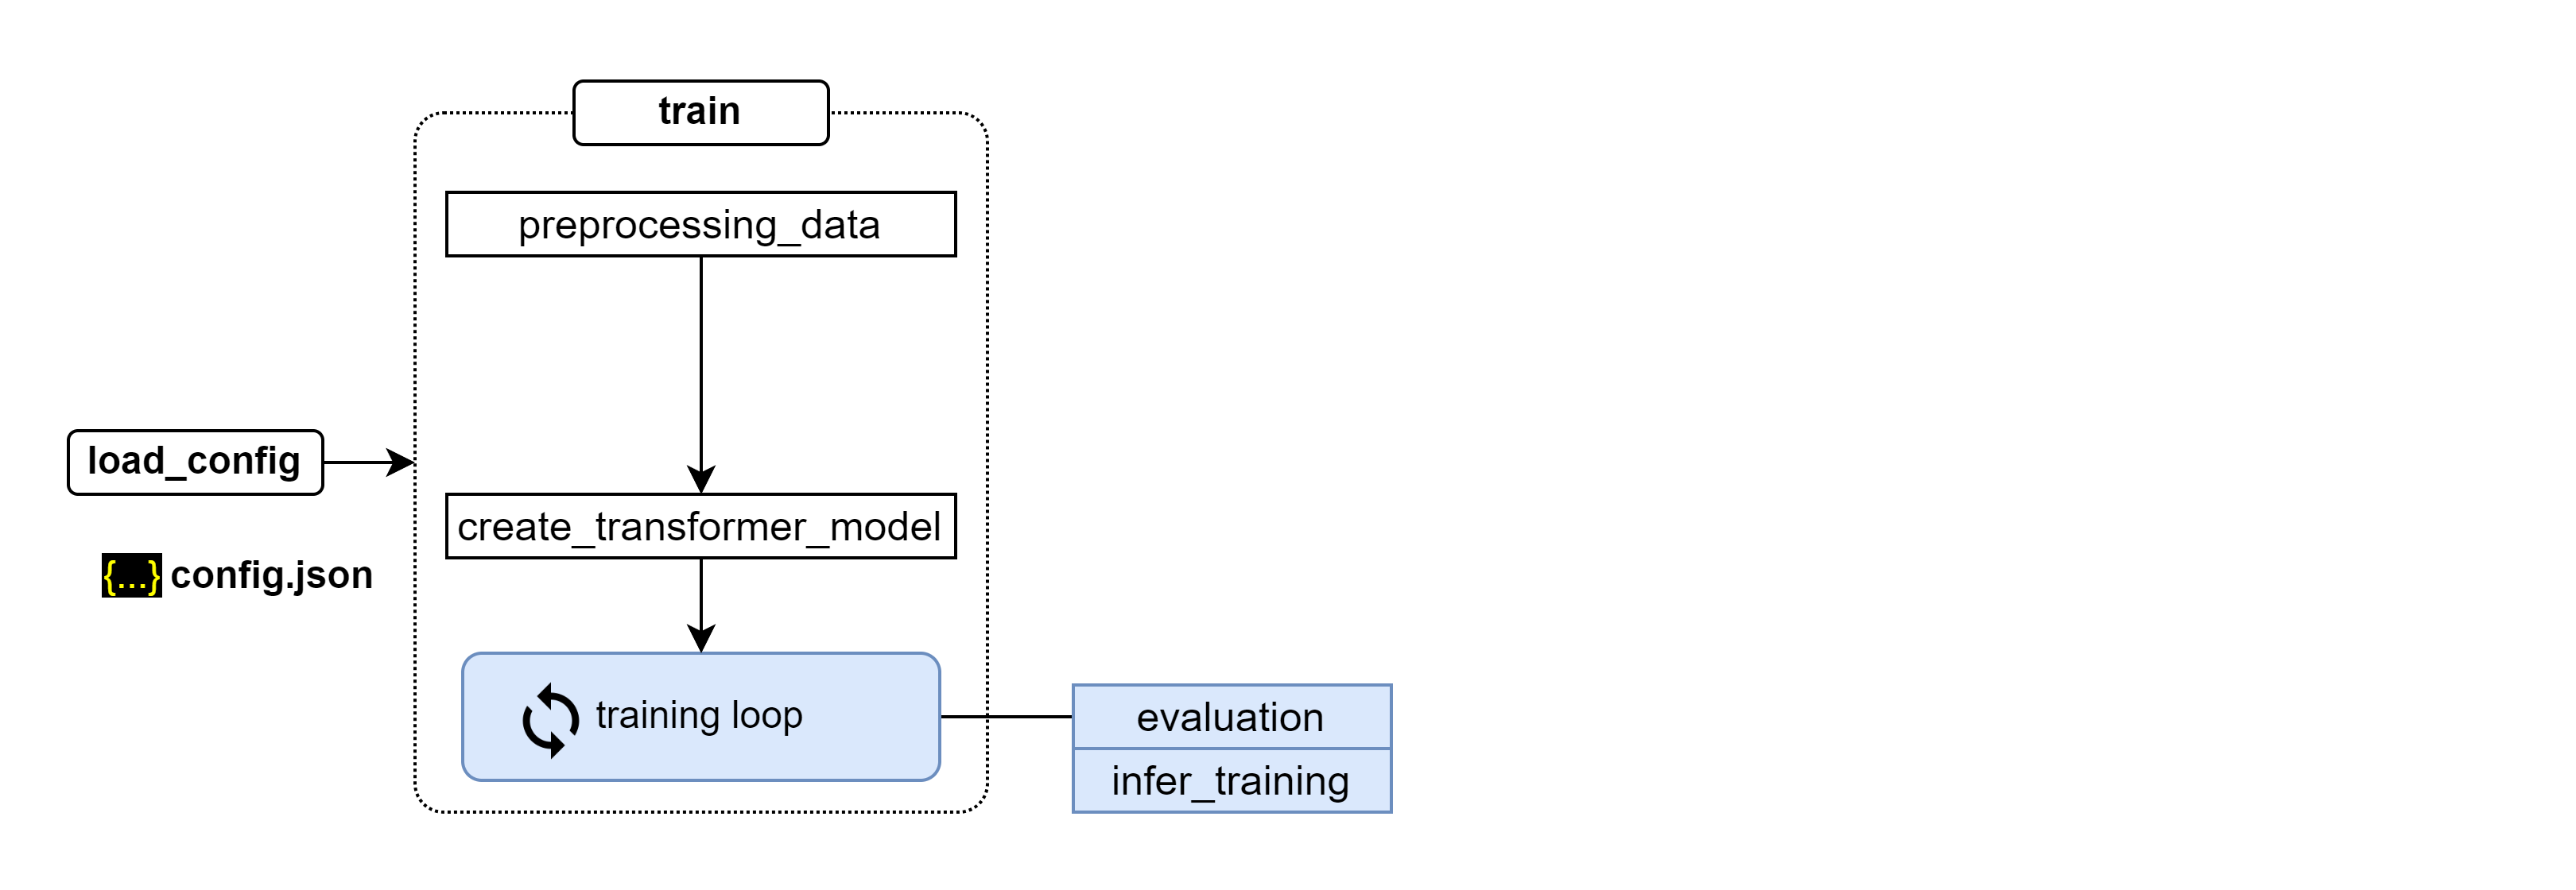 train
preprocessing_data
load_config
create_transformer_model
{...} config.json
training loop
evaluation
infer_training